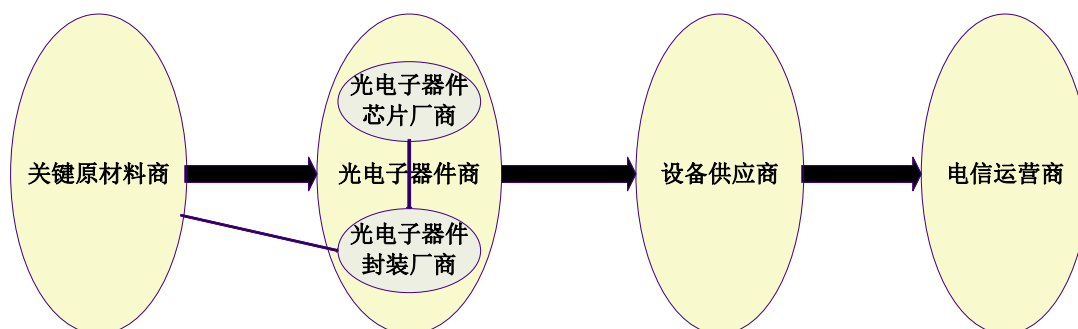 关键原材料商
光电子器件
芯片厂商
光电子器件商
光电子器件
封装厂商
设备供应商
电信运营商